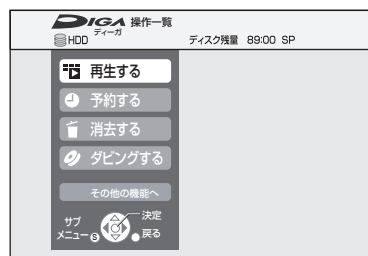 DIGA 操作一覧
ディーガ
HDD ディスク残量 89:00 SP
再生する
予約する
消去する
ダビングする
その他の機能へ
サブ 決定
メニュー S 戻る